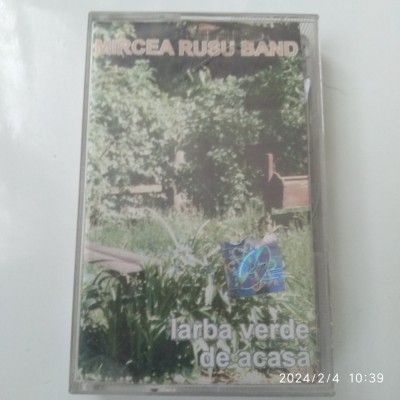 MIRCEA RUSU BAND
Iarba verde
de acasă
2024/2/4 10:39